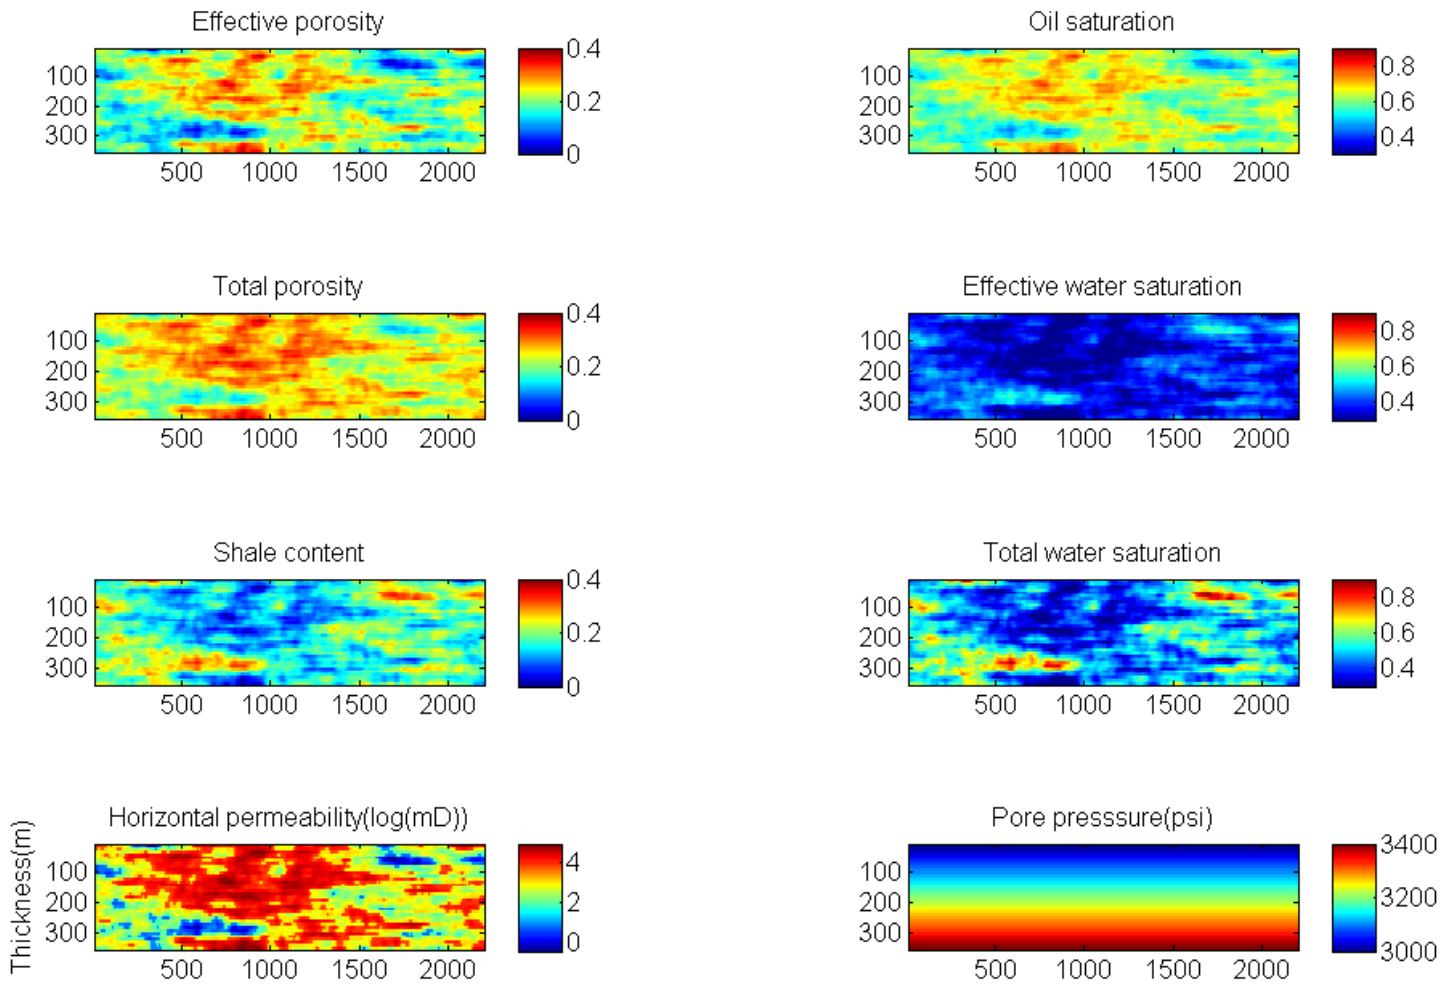 Effective porosity
100
200
300
500 1000 1500 2000
0.4
0.2
0
Oil saturation
100
200
300
500 1000 1500 2000
0.8
0.6
0.4
Total porosity
100
200
300
500 1000 1500 2000
0.4
0.2
0
Effective water saturation
100
200
300
500 1000 1500 2000
0.8
0.6
0.4
Shale content
100
200
300
500 1000 1500 2000
0.4
0.2
0
Total water saturation
100
200
300
500 1000 1500 2000
0.8
0.6
0.4
Horizontal permeability(log(mD))
Thickness(m)
100
200
300
500 1000 1500 2000
4
2
0
Pore presssure(psi)
100
200
300
500 1000 1500 2000
3400
3200
3000